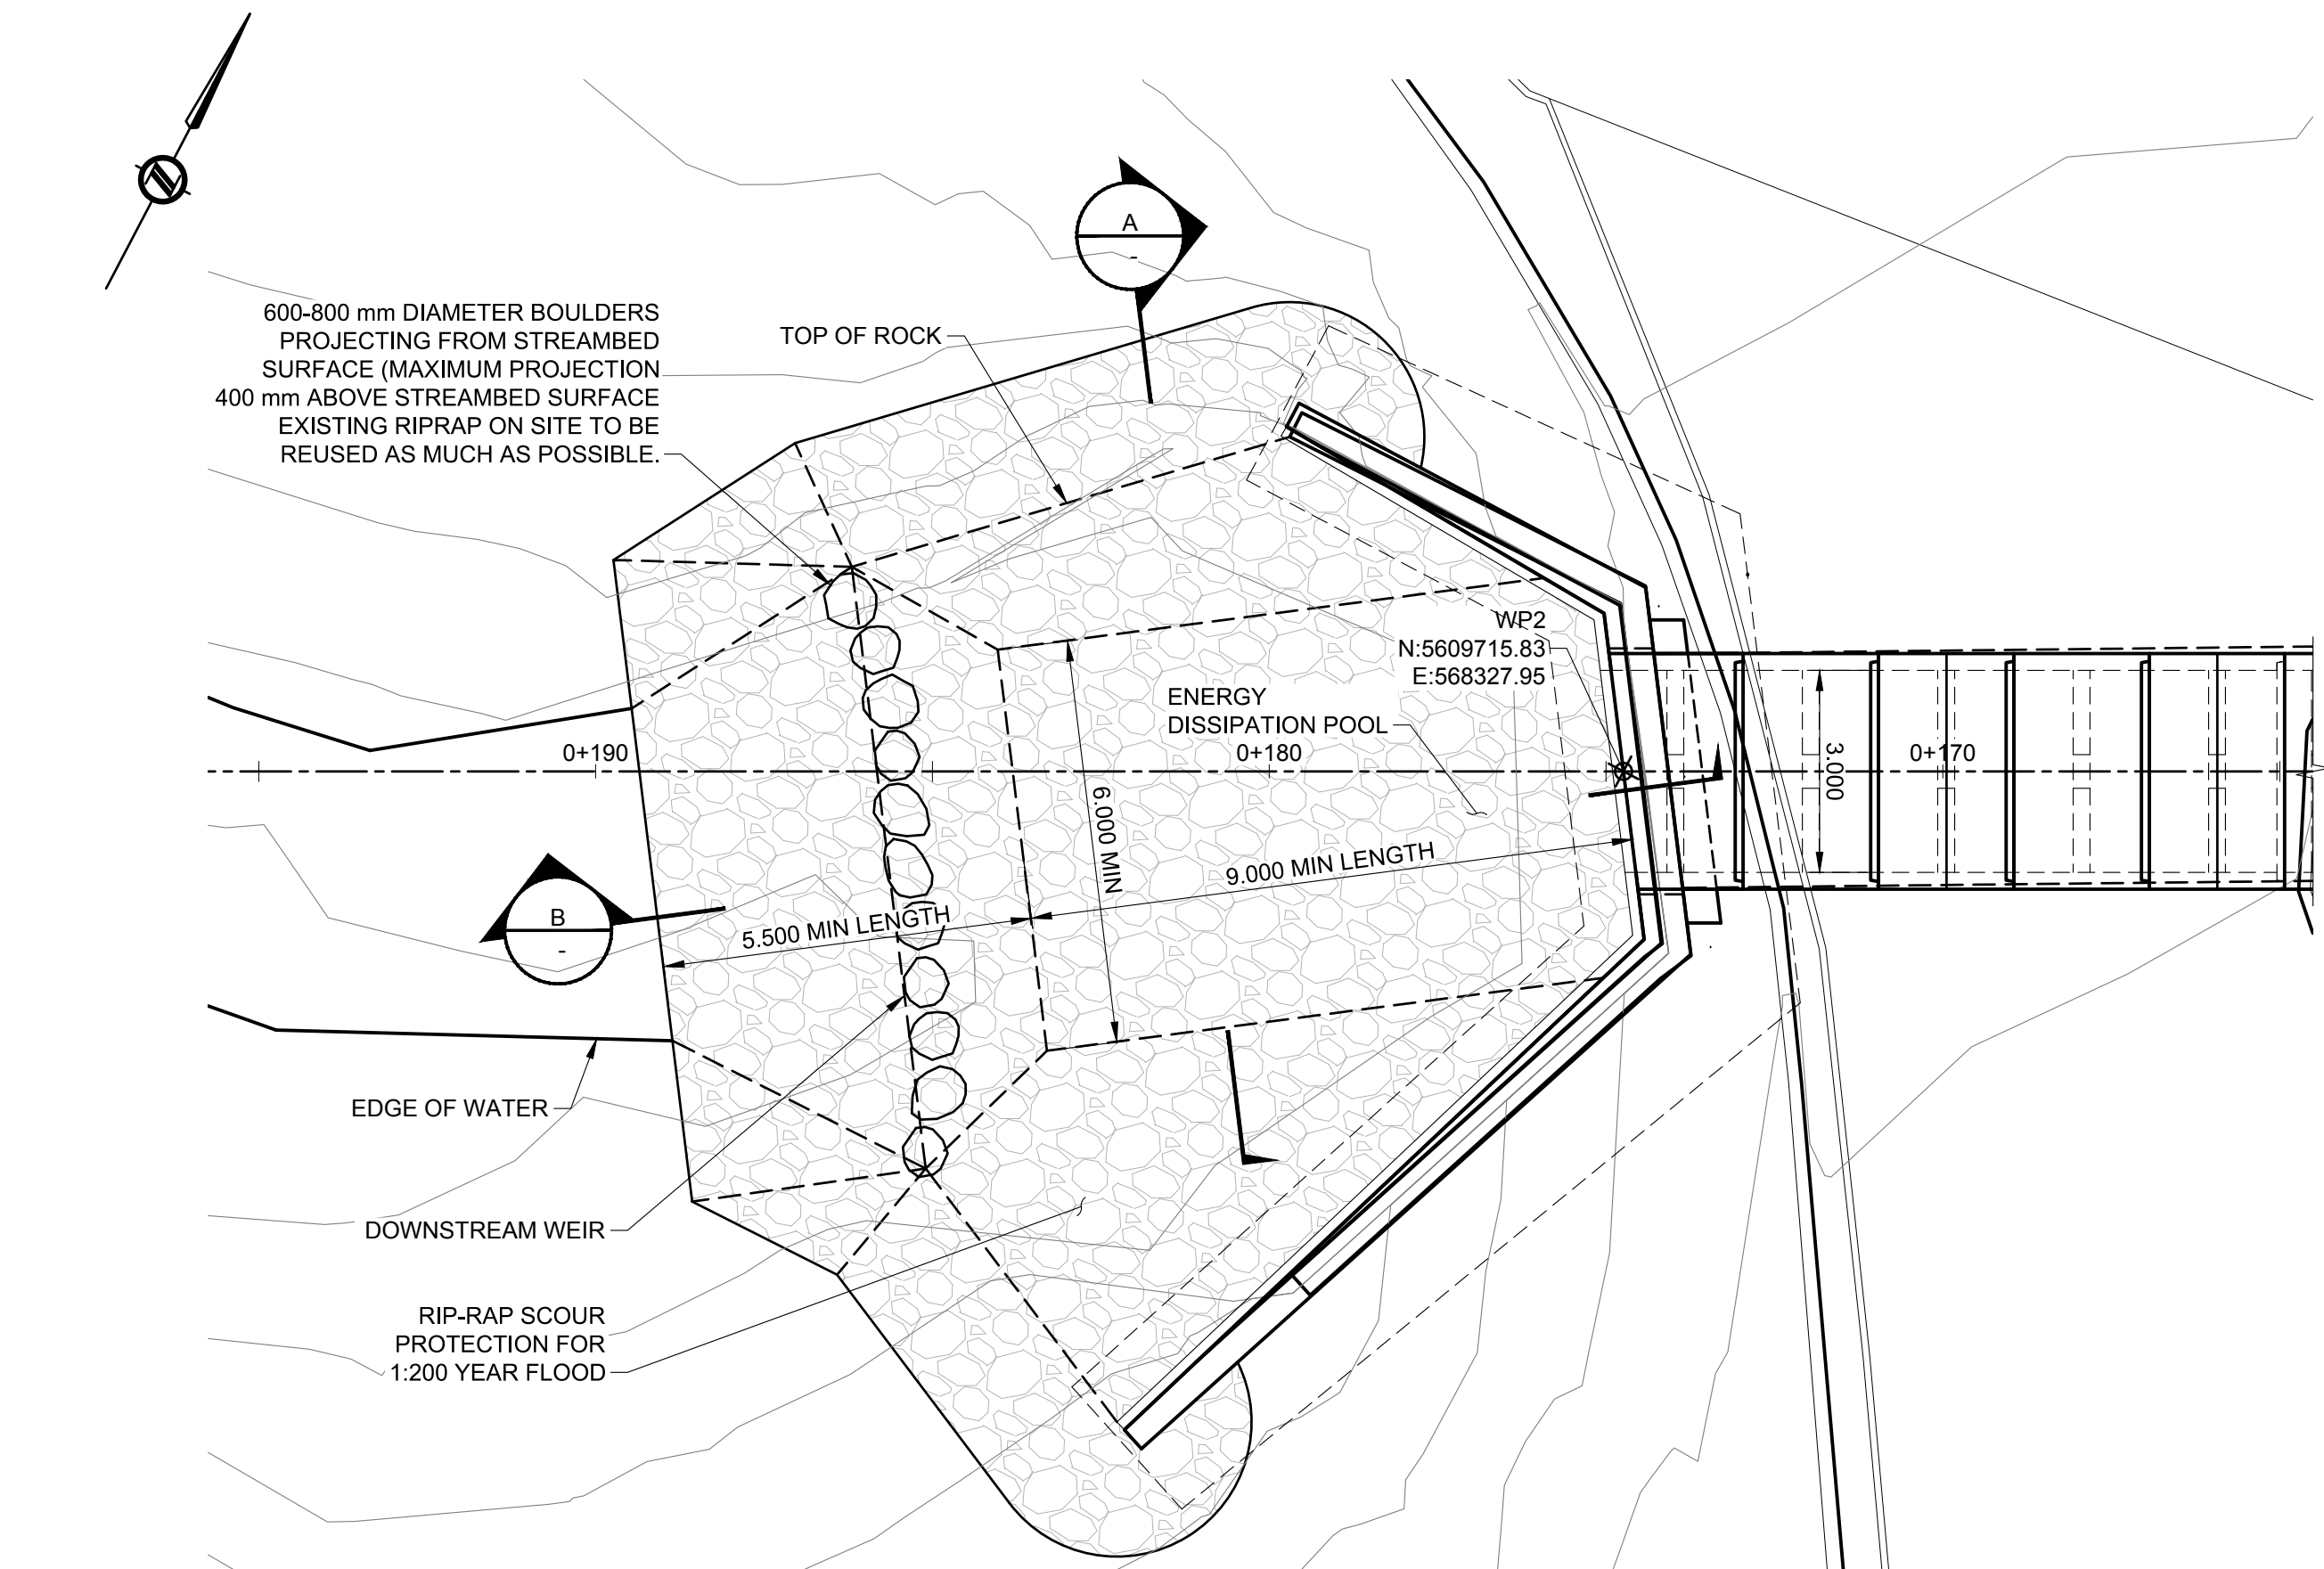 A
-
600-800 mm DIAMETER BOULDERS
PROJECTING FROM STREAMBED
SURFACE (MAXIMUM PROJECTION
400 mm ABOVE STREAMBED SURFACE
EXISTING RIPRAP ON SITE TO BE
REUSED AS MUCH AS POSSIBLE.
TOP OF ROCK
WP2
N:5609715.83
E:568327.95
ENERGY
DISSIPATION POOL
0+190
0+180
0+170
3.000
6.000 MIN
9.000 MIN LENGTH
5.500 MIN LENGTH
B
-
EDGE OF WATER
DOWNSTREAM WEIR
RIP-RAP SCOUR
PROTECTION FOR
1:200 YEAR FLOOD